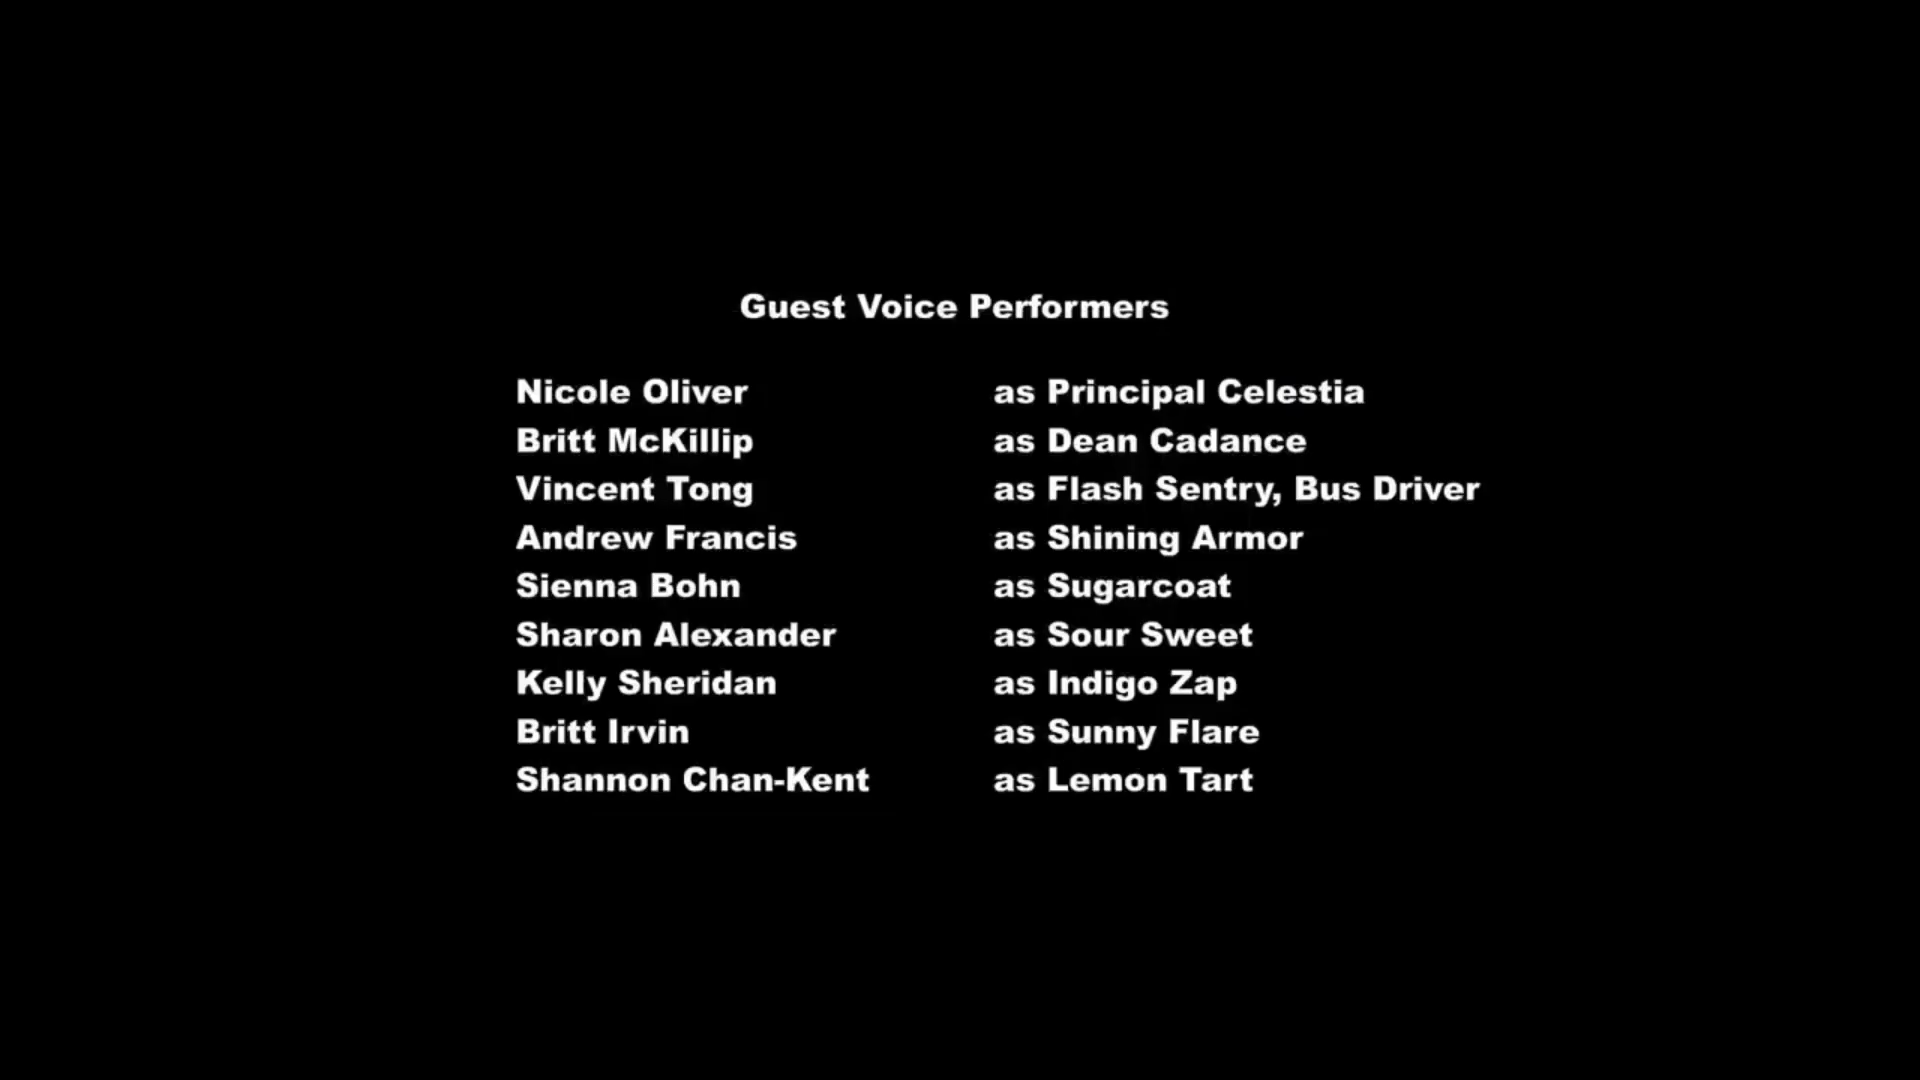 Guest Voice Performers
Nicole Oliver as Principal Celestia
Britt McKillip as Dean Cadance
Vincent Tong as Flash Sentry, Bus Driver
Andrew Francis as Shining Armor
Sienna Bohn as Sugarcoat
Sharon Alexander as Sour Sweet
Kelly Sheridan as Indigo Zap
Britt Irvin as Sunny Flare
Shannon Chan-Kent as Lemon Tart